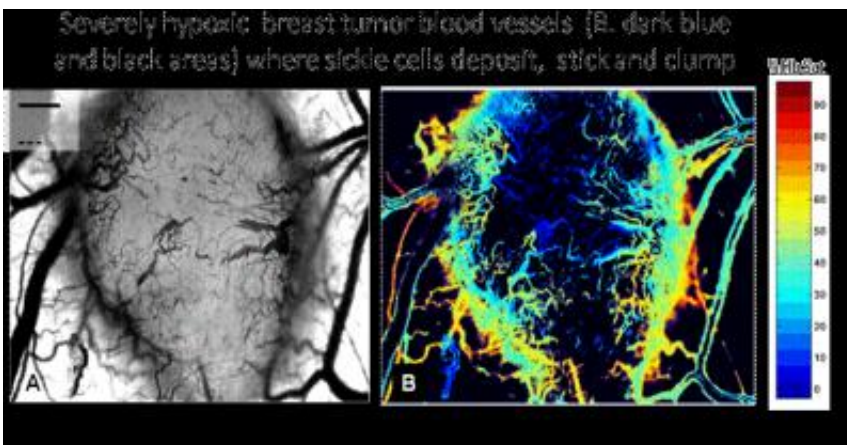 Severely hypoxic breast tumor blood vessels (B. dark blue
and black areas) where sickle cells deposit, stick and clump
90
80
70
60
50
40
30
20
10
0
A
B